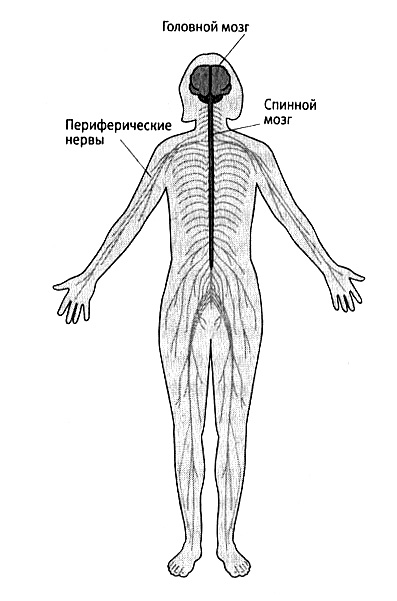 Головной мозг
Спинной
мозг
Периферические
нервы